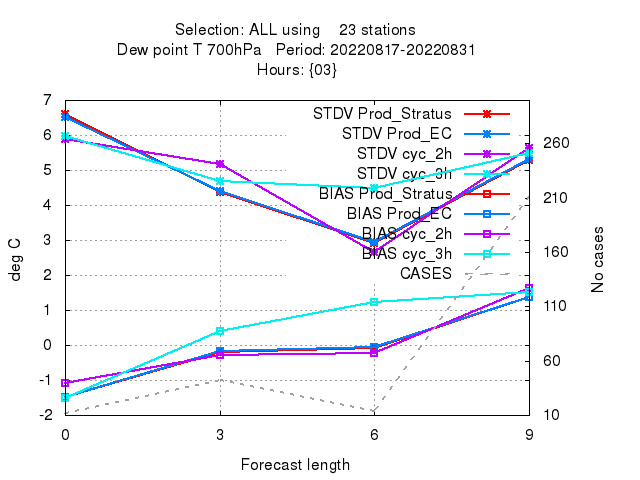 Selection: ALL using    23 stations
Dew point T 700hPa   Period: 20220817-20220831
Hours: {03}
7
6
5
4
3
2
1
0
-1
-2
deg C
STDV Prod_Stratus
STDV Prod_EC
STDV cyc_2h
STDV cyc_3h
BIAS Prod_Stratus
BIAS Prod_EC
BIAS cyc_2h
BIAS cyc_3h
CASES
260
210
160
110
60
10
No cases
0 3 6 9
Forecast length